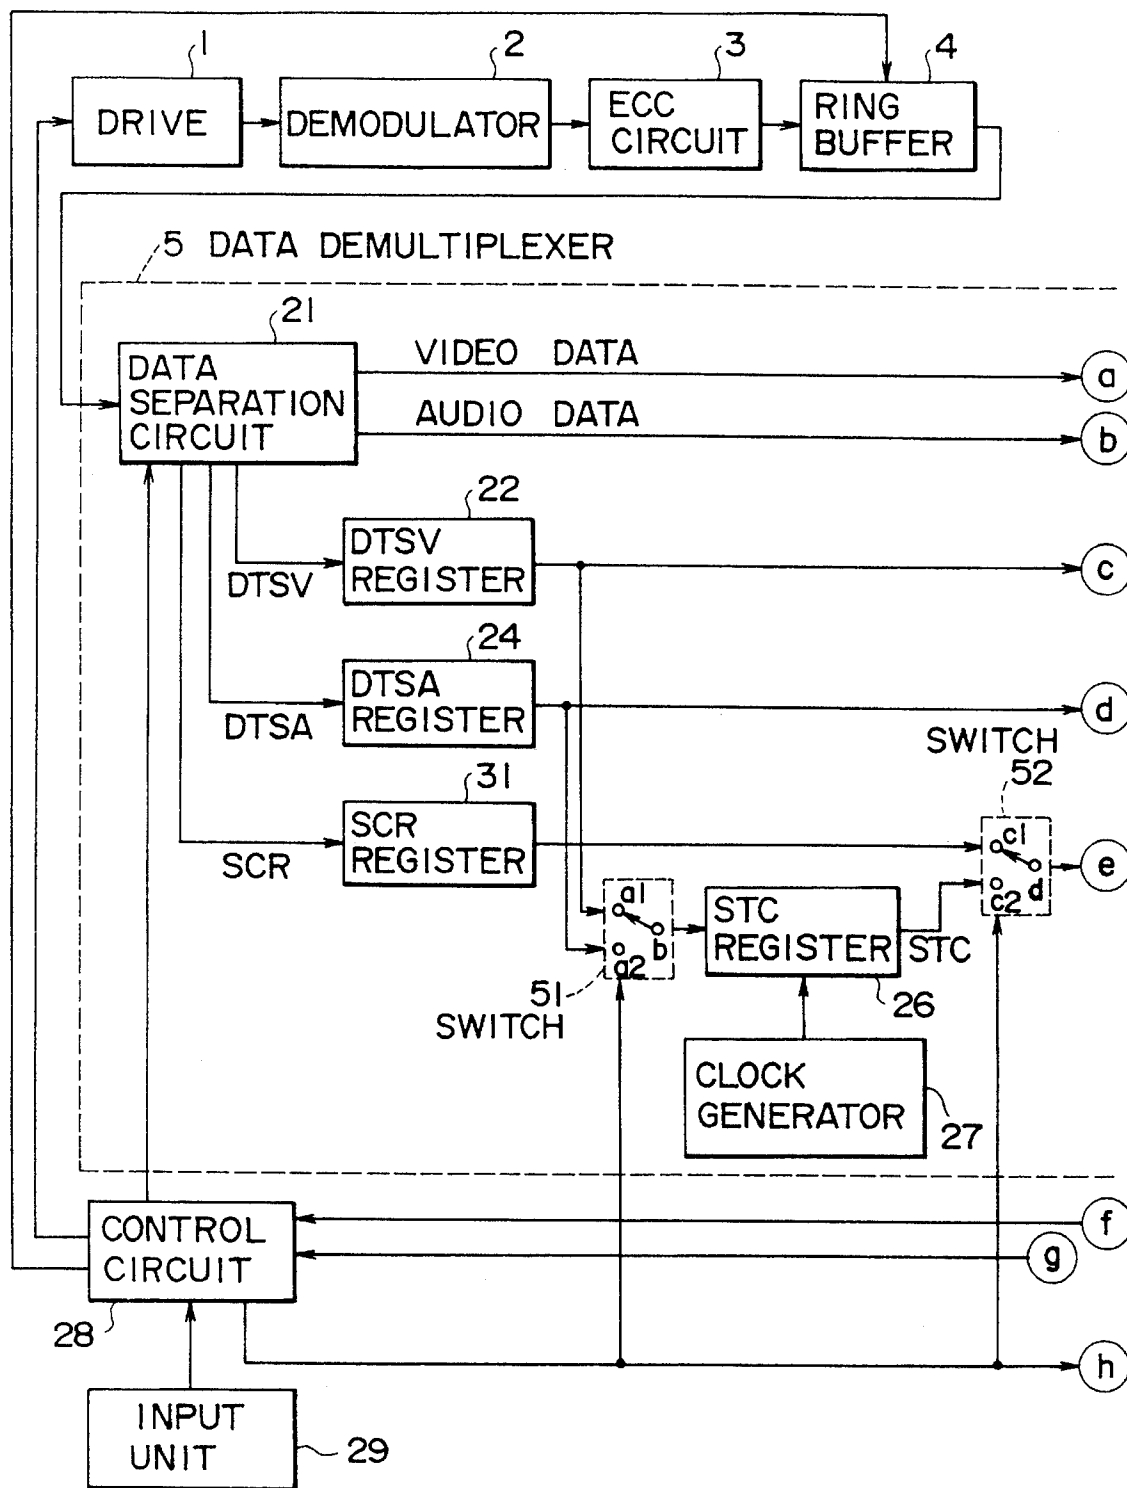 1
2
3
4
DRIVE
DEMODULATOR
ECC
CIRCUIT
RING
BUFFER
5 DATA DEMULTIPLEXER
21
DATA
SEPARATION
CIRCUIT
VIDEO DATA
a
AUDIO DATA
b
22
DTSV
REGISTER
DTSV
c
24
DTSA
REGISTER
DTSA
d
SWITCH
52
31
SCR
REGISTER
SCR
c1
d
c2
e
a1
b
a2
51
SWITCH
STC
REGISTER
STC
26
CLOCK
GENERATOR
27
CONTROL
CIRCUIT
28
f
g
h
INPUT
UNIT
29